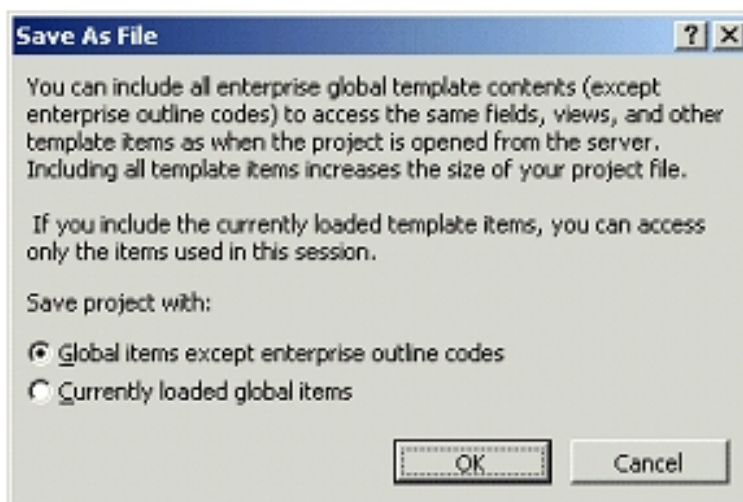 Save As File
You can include all enterprise global template contents (except
enterprise outline codes) to access the same fields, views, and other
template items as when the project is opened from the server.
Including all template items increases the size of your project file.
If you include the currently loaded template items, you can access
only the items used in this session.
Save project with:
Global items except enterprise outline codes
Currently loaded global items
OK Cancel